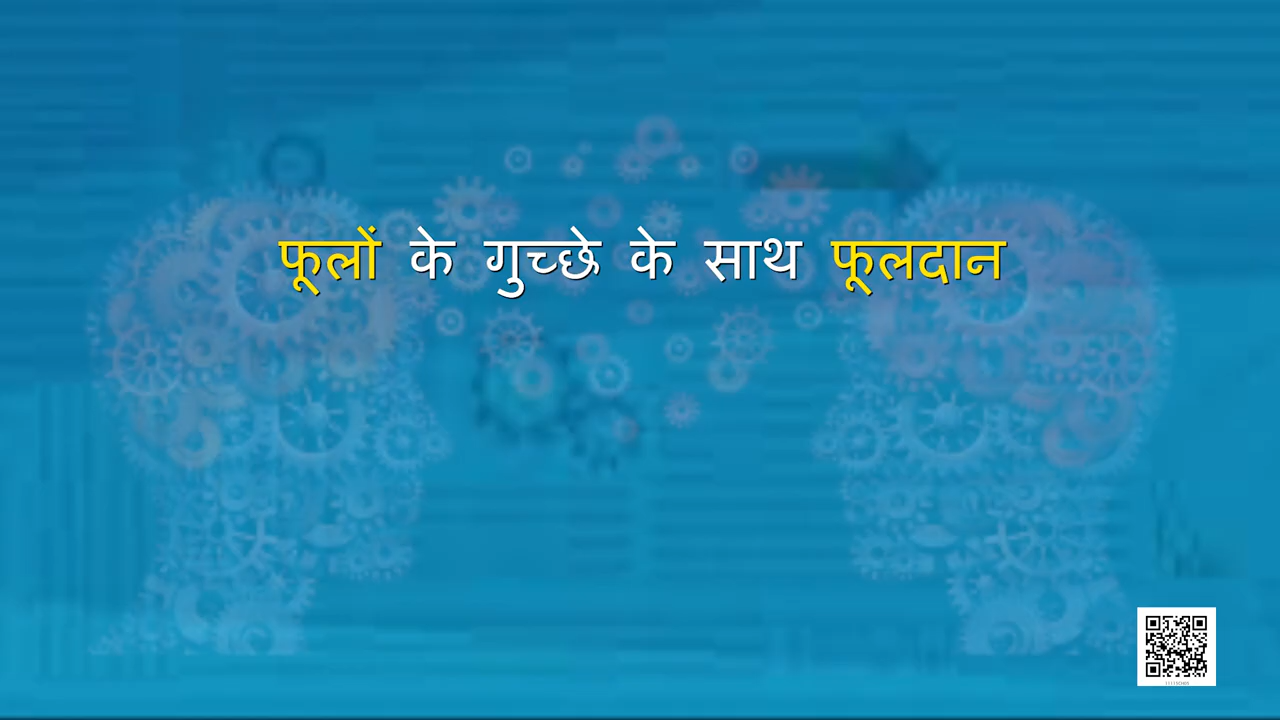 फूलों के गुच्छे के साथ फूलदान